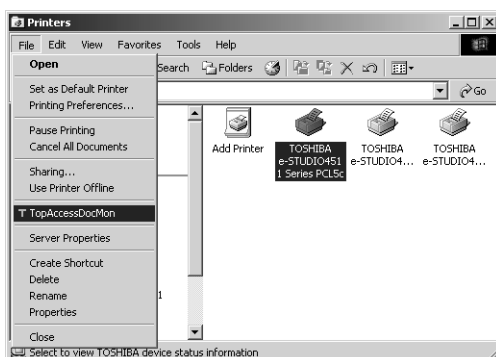 Printers
File Edit View Favorites Tools Help
Open
Search Folders
Set as Default Printer
Printing Preferences...
Go
Pause Printing
Cancel All Documents
Sharing...
Use Printer Offline
Add Printer
TOSHIBA
e-STUDIO451
1 Series PCL5c
TOSHIBA
e-STUDIO4...
TOSHIBA
e-STUDIO4...
TopAccessDocMon
Server Properties
Create Shortcut
Delete
Rename
1
Properties
Close
Select to view TOSHIBA device status information